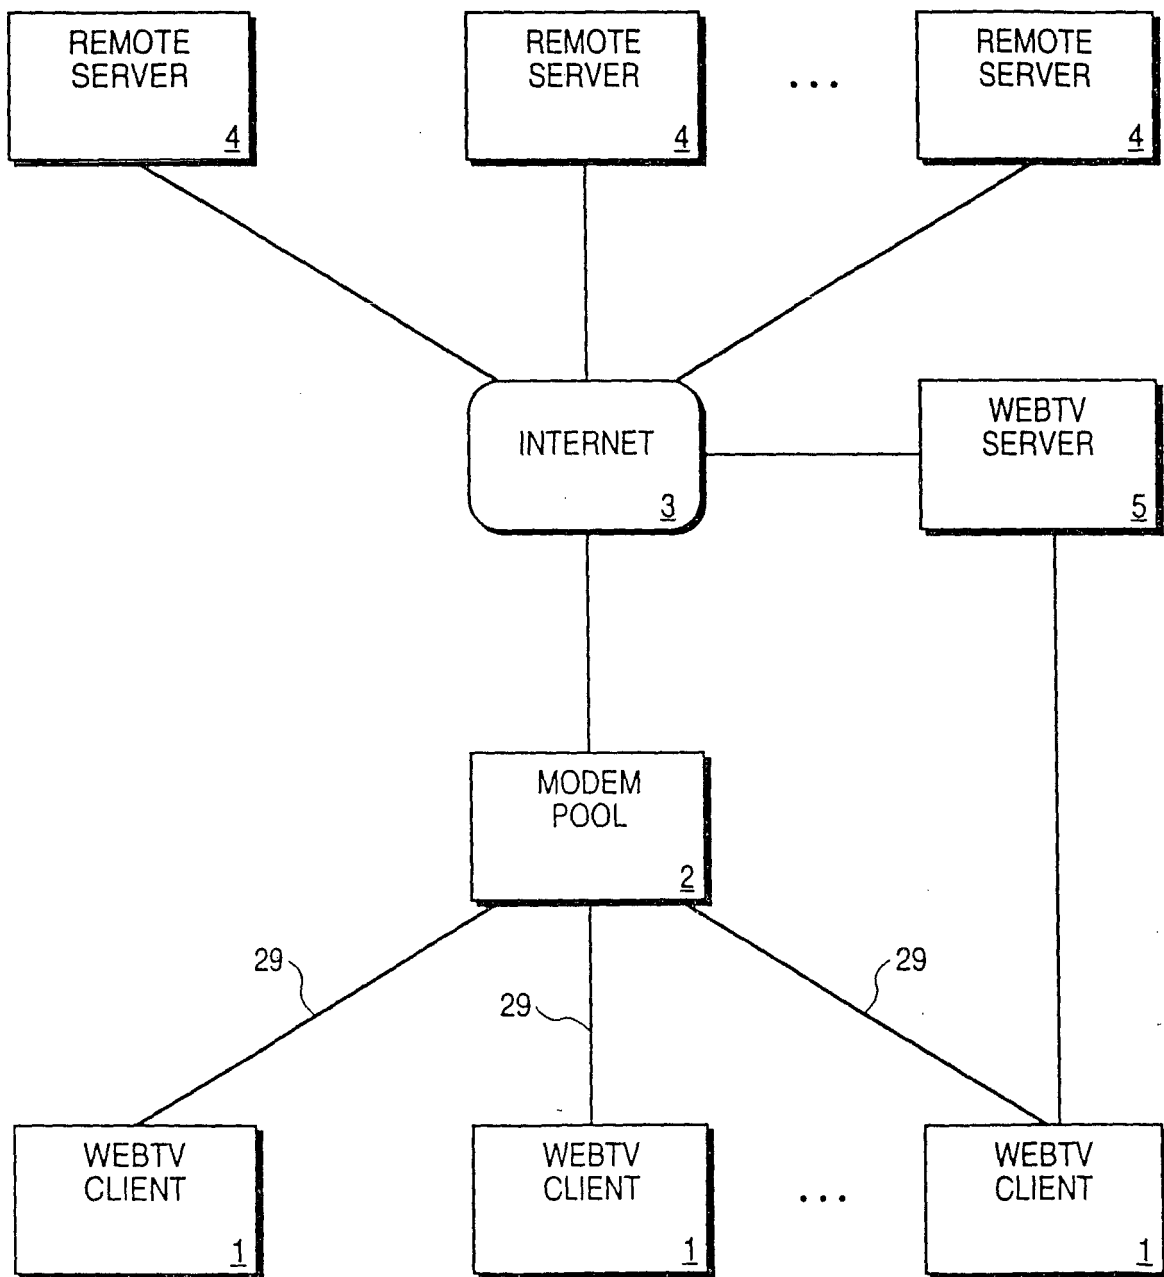 REMOTE
SERVER
4
REMOTE
SERVER
4
...
REMOTE
SERVER
4
INTERNET
3
WEBTV
SERVER
5
MODEM
POOL
2
29
29
29
WEBTV
CLIENT
1
WEBTV
CLIENT
1
...
WEBTV
CLIENT
1